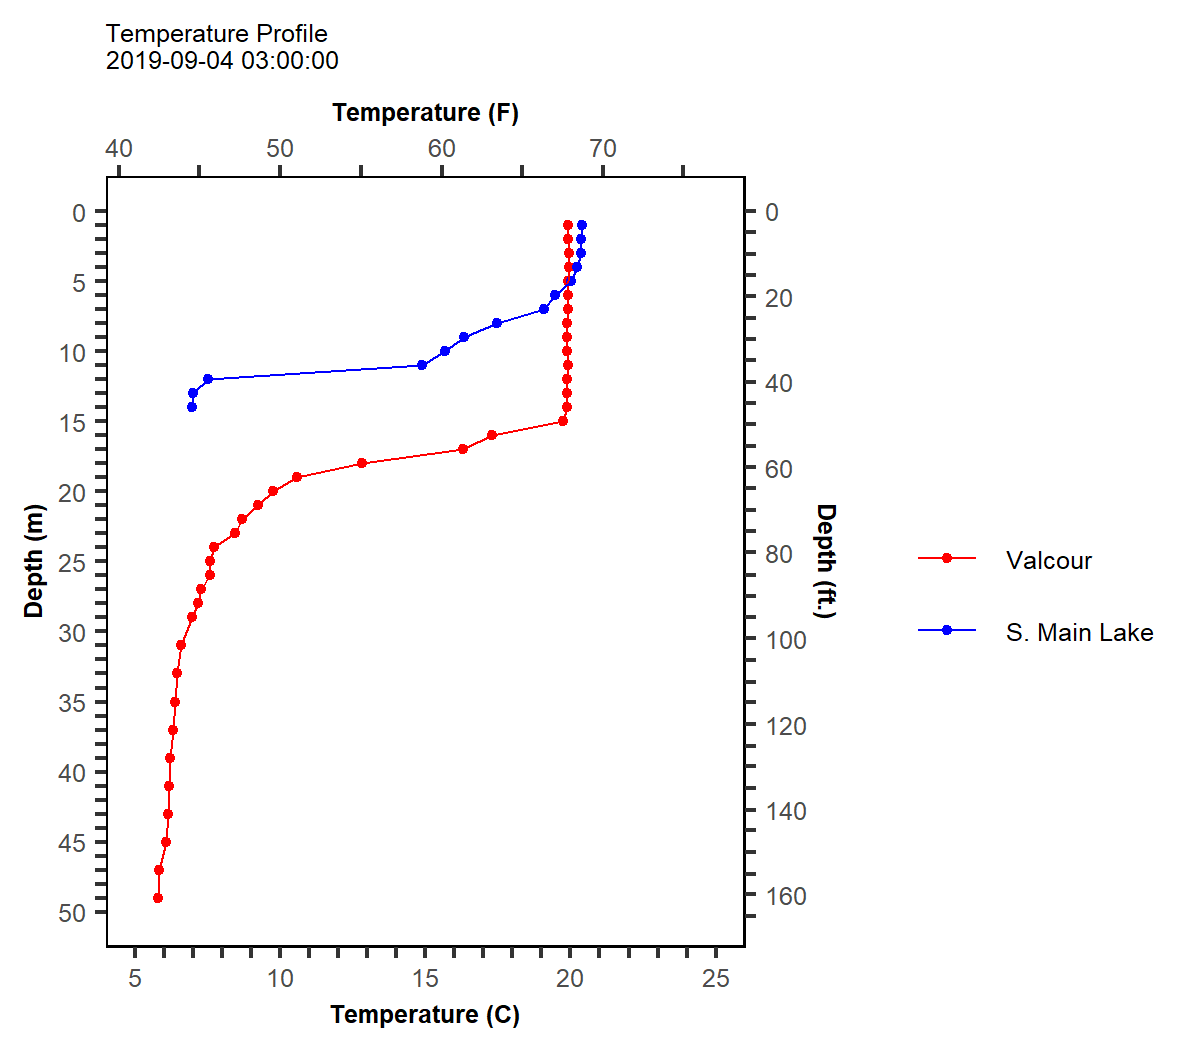 Temperature Profile
2019-09-04 03:00:00
Temperature (F)
40 50 60 70
0
5
10
15
20
25
30
35
40
45
50
Depth (m)
0
20
40
60
80
100
120
140
160
Depth (ft.)
Valcour
S. Main Lake
5 10 15 20 25
Temperature (C)